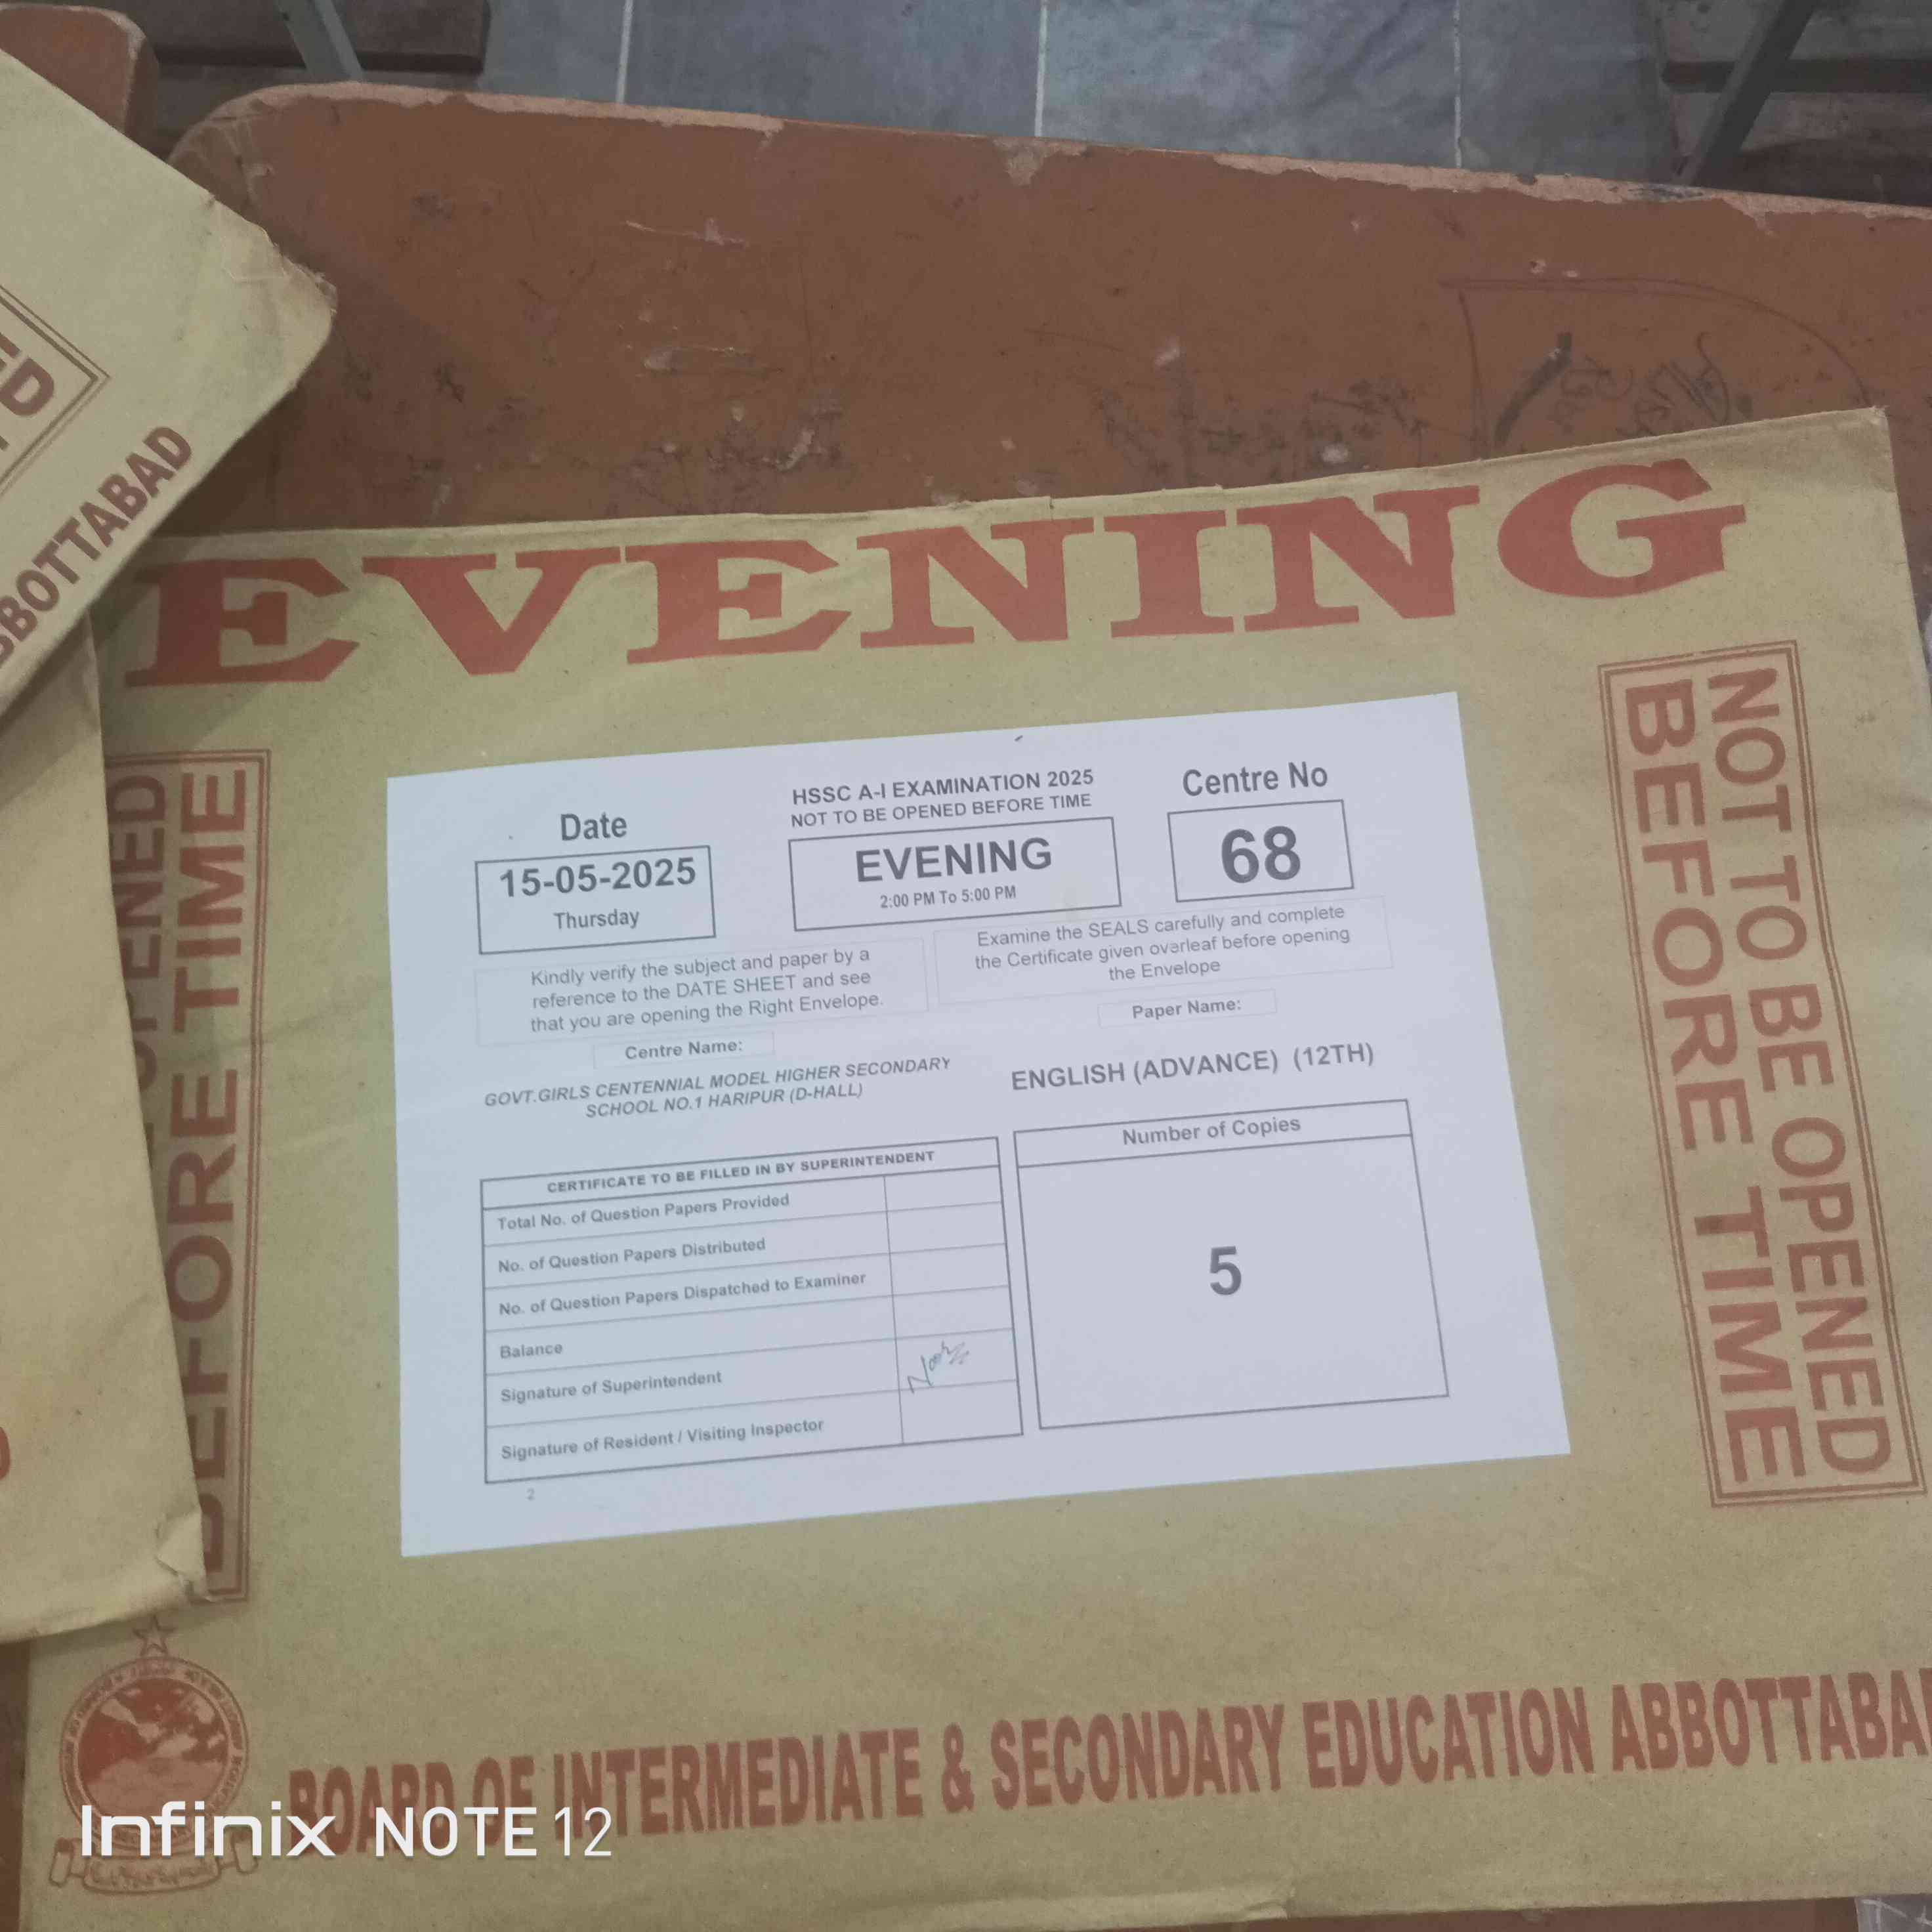 ABBOTTABAD
EVENING
OPENED
BEFORE TIME
NOT TO BE OPENED
BEFORE TIME
Date
15-05-2025
Thursday
HSSC A-I EXAMINATION 2025
NOT TO BE OPENED BEFORE TIME
EVENING
2:00 PM To 5:00 PM
Centre No
68
Kindly verify the subject and paper by a
reference to the DATE SHEET and see
that you are opening the Right Envelope.
Examine the SEALS carefully and complete
the Certificate given overleaf before opening
the Envelope
Centre Name:
GOVT.GIRLS CENTENNIAL MODEL HIGHER SECONDARY
SCHOOL NO.1 HARIPUR (D-HALL)
Paper Name:
ENGLISH (ADVANCE) (12TH)
CERTIFICATE TO BE FILLED IN BY SUPERINTENDENT
Total No. of Question Papers Provided
No. of Question Papers Distributed
No. of Question Papers Dispatched to Examiner
Balance
Signature of Superintendent
Signature of Resident / Visiting Inspector
Number of Copies
5
2
BOARD OF INTERMEDIATE & SECONDARY EDUCATION ABBOTTABA
Infinix NOTE 12